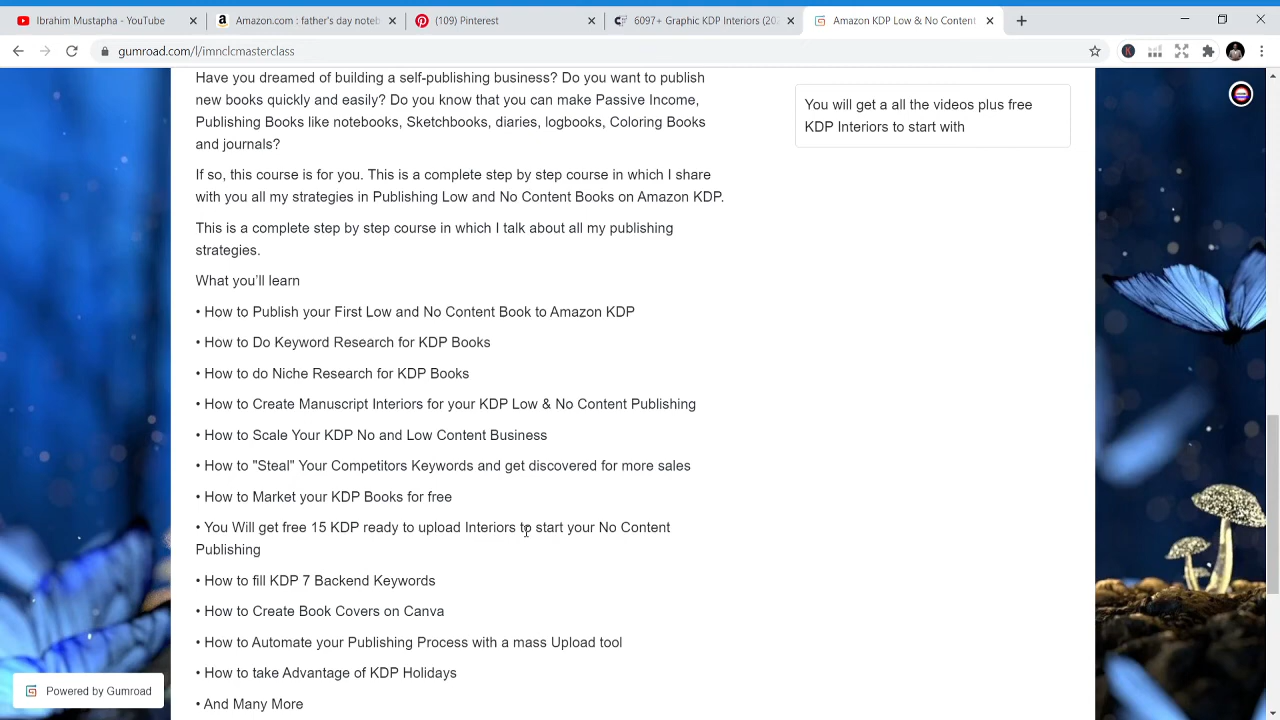 Ibrahim Mustapha - YouTube
Amazon.com : father's day noteb
(109) Pinterest
6097+ Graphic KDP Interiors (202
Amazon KDP Low & No Content
gumroad.com/l/imnclcmasterclass
Have you dreamed of building a self-publishing business? Do you want to publish
new books quickly and easily? Do you know that you can make Passive Income,
Publishing Books like notebooks, Sketchbooks, diaries, logbooks, Coloring Books
and journals?
If so, this course is for you. This is a complete step by step course in which I share
with you all my strategies in Publishing Low and No Content Books on Amazon KDP.
This is a complete step by step course in which I talk about all my publishing
strategies.
What you’ll learn
• How to Publish your First Low and No Content Book to Amazon KDP
• How to Do Keyword Research for KDP Books
• How to do Niche Research for KDP Books
• How to Create Manuscript Interiors for your KDP Low & No Content Publishing
• How to Scale Your KDP No and Low Content Business
• How to "Steal" Your Competitors Keywords and get discovered for more sales
• How to Market your KDP Books for free
• You Will get free 15 KDP ready to upload Interiors to start your No Content
Publishing
• How to fill KDP 7 Backend Keywords
• How to Create Book Covers on Canva
• How to Automate your Publishing Process with a mass Upload tool
• How to take Advantage of KDP Holidays
• And Many More
You will get a all the videos plus free
KDP Interiors to start with
Powered by Gumroad